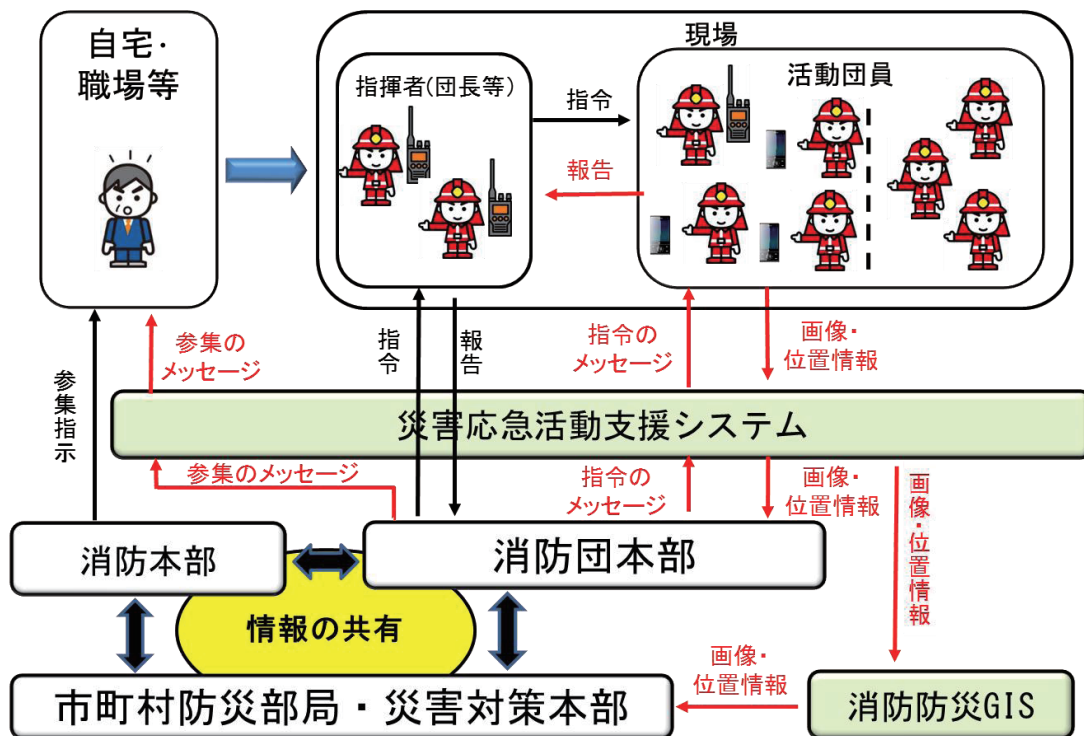 自宅・
職場等
現場
指揮者(団長等)
指令
報告
活動団員
参集指示
参集の
メッセージ
指令
報告
指令の
メッセージ
画像・
位置情報
災害応急活動支援システム
参集のメッセージ
指令の
メッセージ
画像・
位置情報
画像・位置情報
消防本部
消防団本部
情報の共有
画像・
位置情報
市町村防災部局・災害対策本部
消防防災GIS